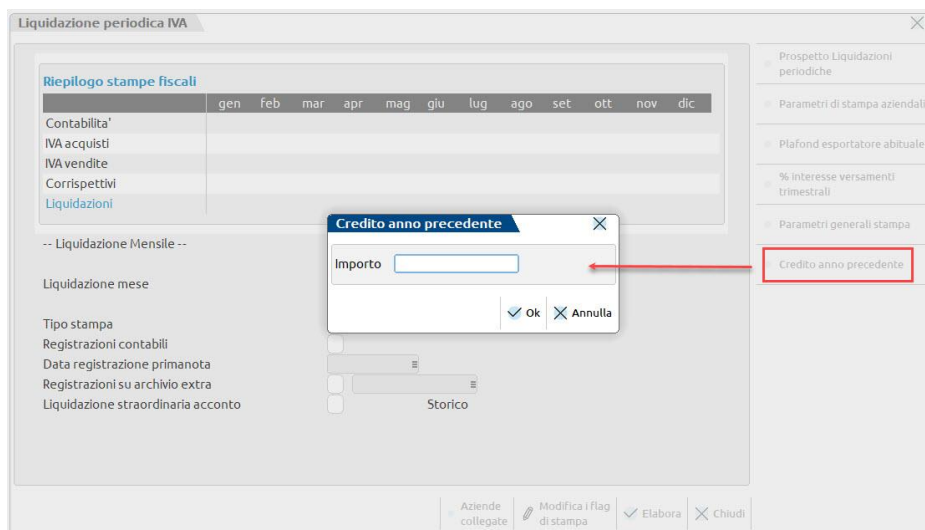 Liquidazione periodica IVA
Riepilogo stampe fiscali
gen feb mar apr mag giu lug ago set ott nov dic
Contabilita'
IVA acquisti
IVA vendite
Corrispettivi
Liquidazioni
-- Liquidazione Mensile --
Liquidazione mese
Tipo stampa
Registrazioni contabili
Data registrazione primanota
Registrazioni su archivio extra
Liquidazione straordinaria acconto Storico
Credito anno precedente
Importo
Ok Annulla
Prospetto Liquidazioni
periodiche
Parametri di stampa aziendali
Plafond esportatore abituale
% interesse versamenti
trimestrali
Parametri generali stampa
Credito anno precedente
Aziende
collegate
Modifica i flag
di stampa
Elabora
Chiudi